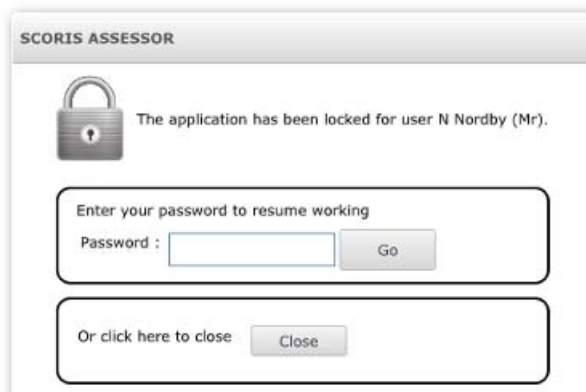 SCORIS ASSESSOR
The application has been locked for user N Nordby (Mr).
Enter your password to resume working
Password :
Go
Or click here to close
Close